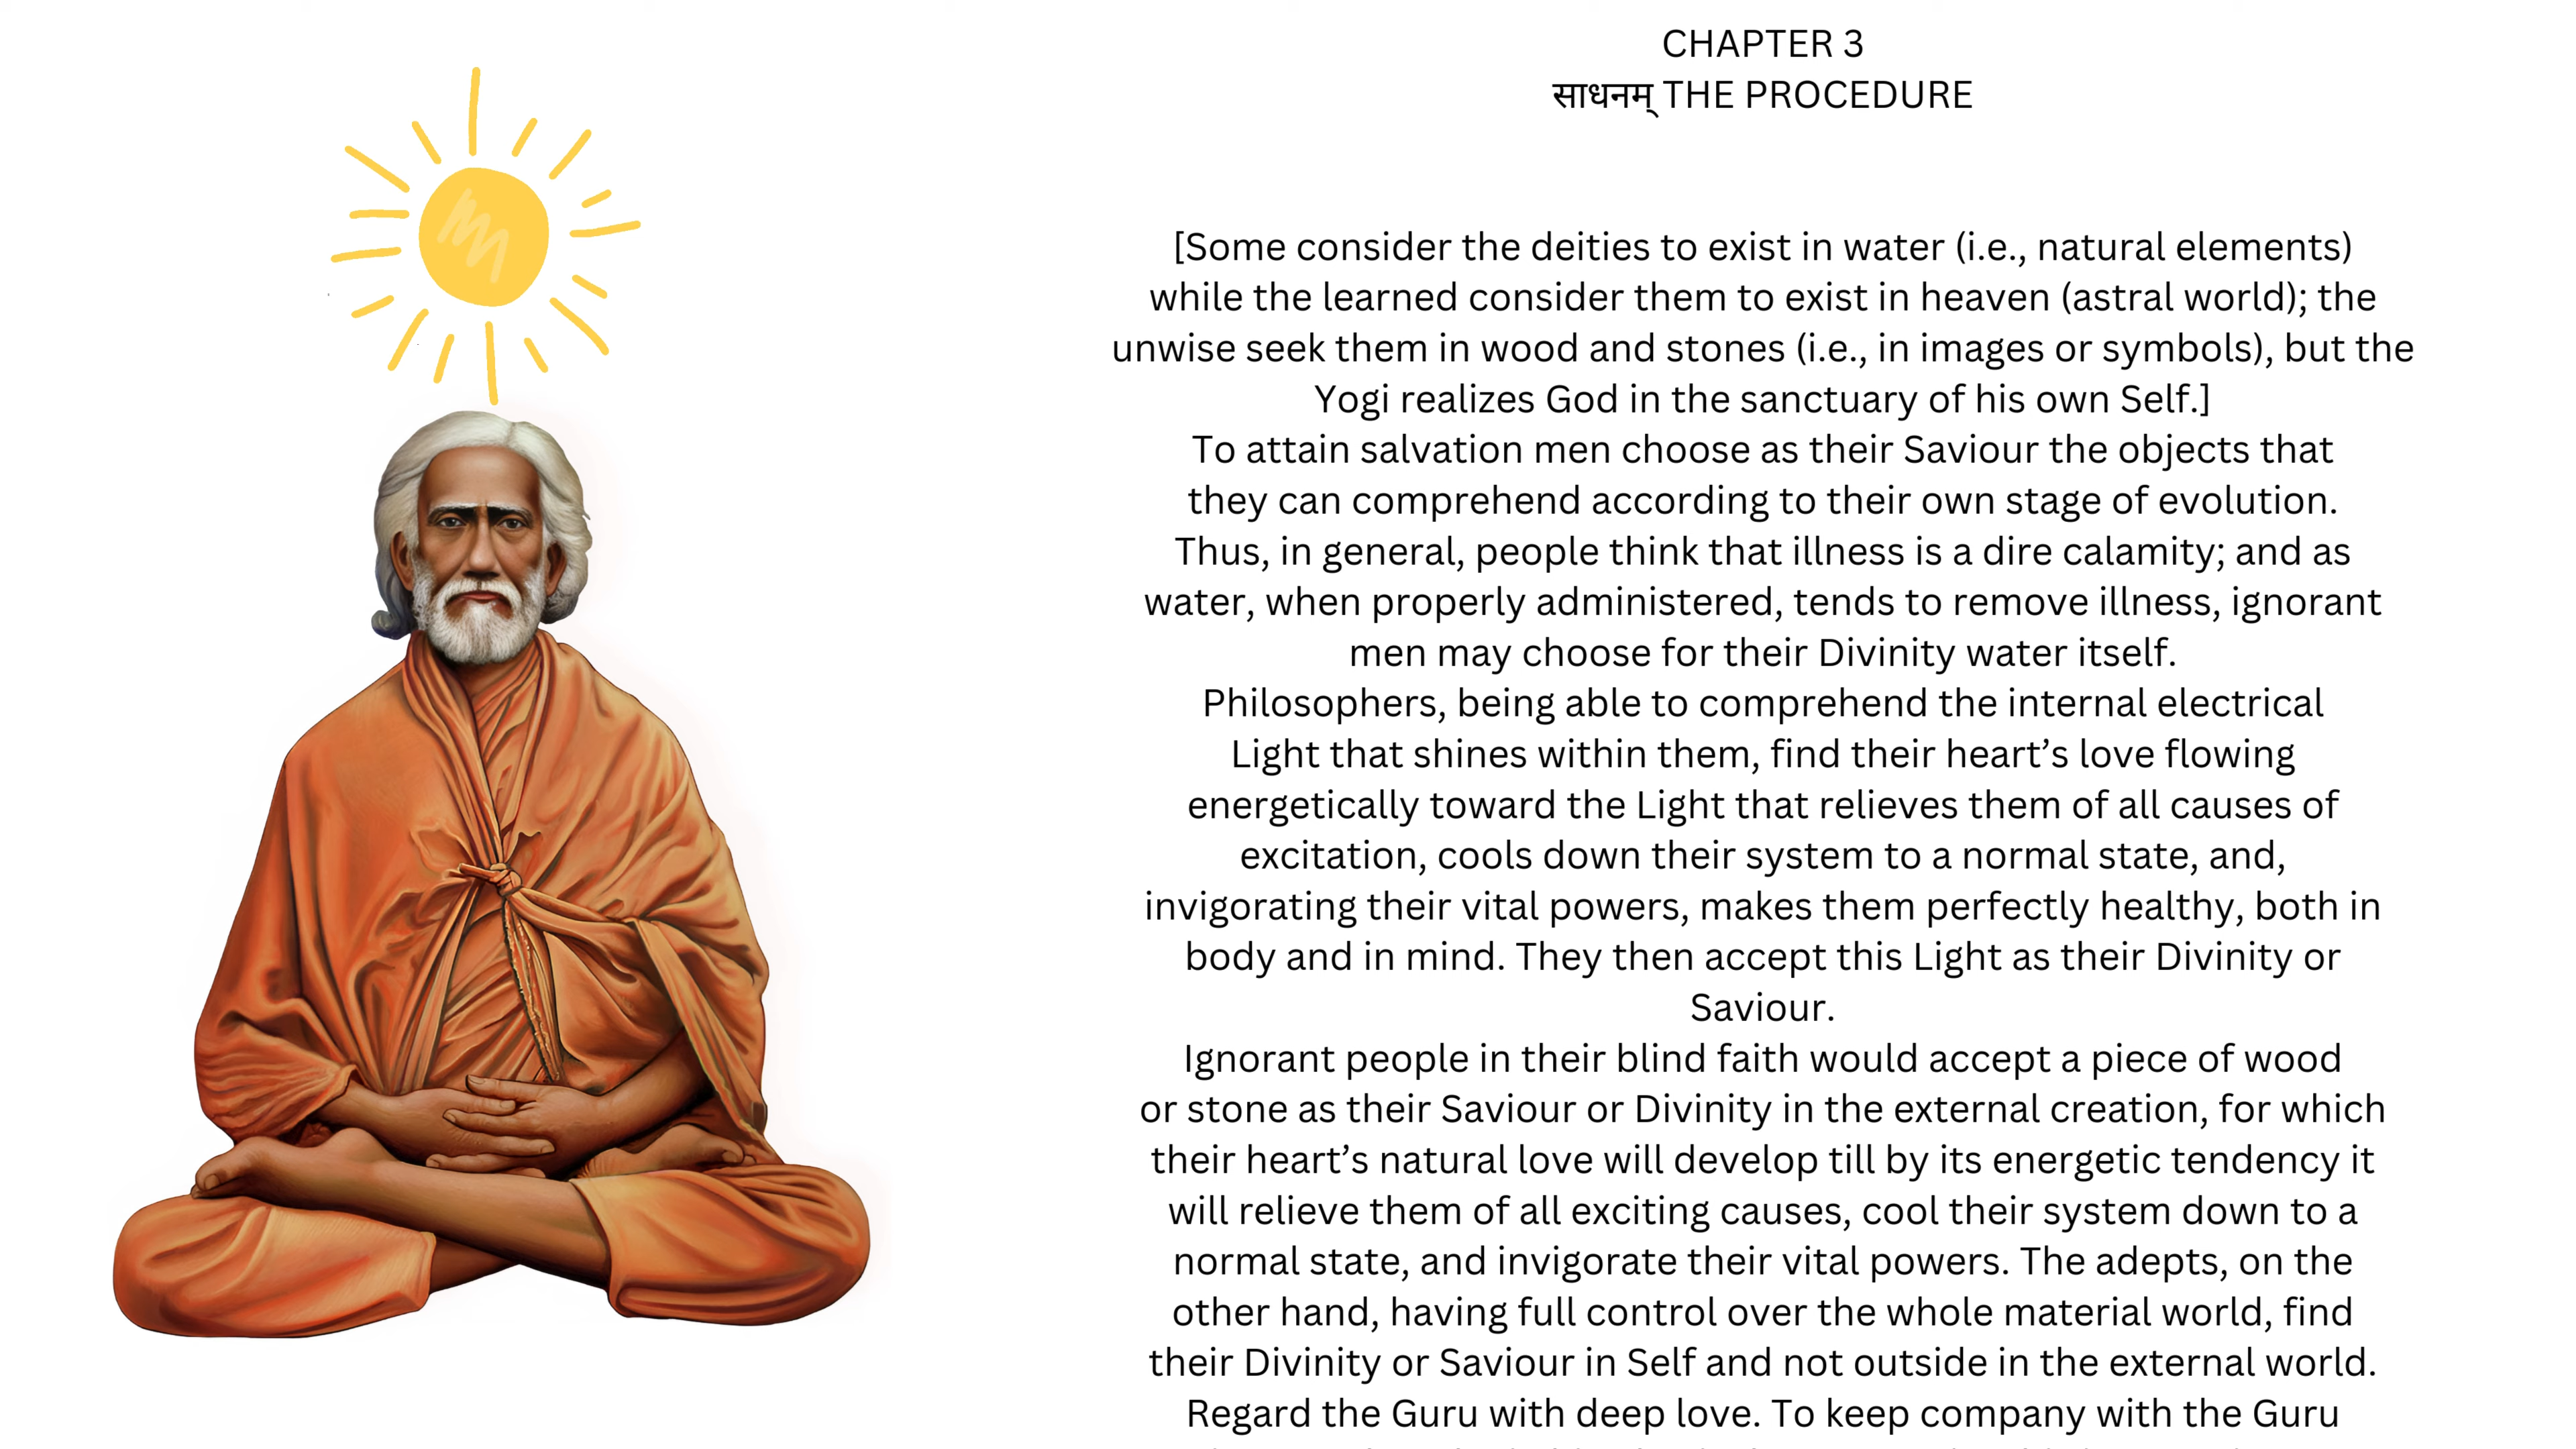 CHAPTER 3
साधनम् THE PROCEDURE
[Some consider the deities to exist in water (i.e., natural elements)
while the learned consider them to exist in heaven (astral world); the
unwise seek them in wood and stones (i.e., in images or symbols), but the
Yogi realizes God in the sanctuary of his own Self.]
To attain salvation men choose as their Saviour the objects that
they can comprehend according to their own stage of evolution.
Thus, in general, people think that illness is a dire calamity; and as
water, when properly administered, tends to remove illness, ignorant
men may choose for their Divinity water itself.
Philosophers, being able to comprehend the internal electrical
Light that shines within them, find their heart’s love flowing
energetically toward the Light that relieves them of all causes of
excitation, cools down their system to a normal state, and,
invigorating their vital powers, makes them perfectly healthy, both in
body and in mind. They then accept this Light as their Divinity or
Saviour.
Ignorant people in their blind faith would accept a piece of wood
or stone as their Saviour or Divinity in the external creation, for which
their heart’s natural love will develop till by its energetic tendency it
will relieve them of all exciting causes, cool their system down to a
normal state, and invigorate their vital powers. The adepts, on the
other hand, having full control over the whole material world, find
their Divinity or Saviour in Self and not outside in the external world.
Regard the Guru with deep love. To keep company with the Guru